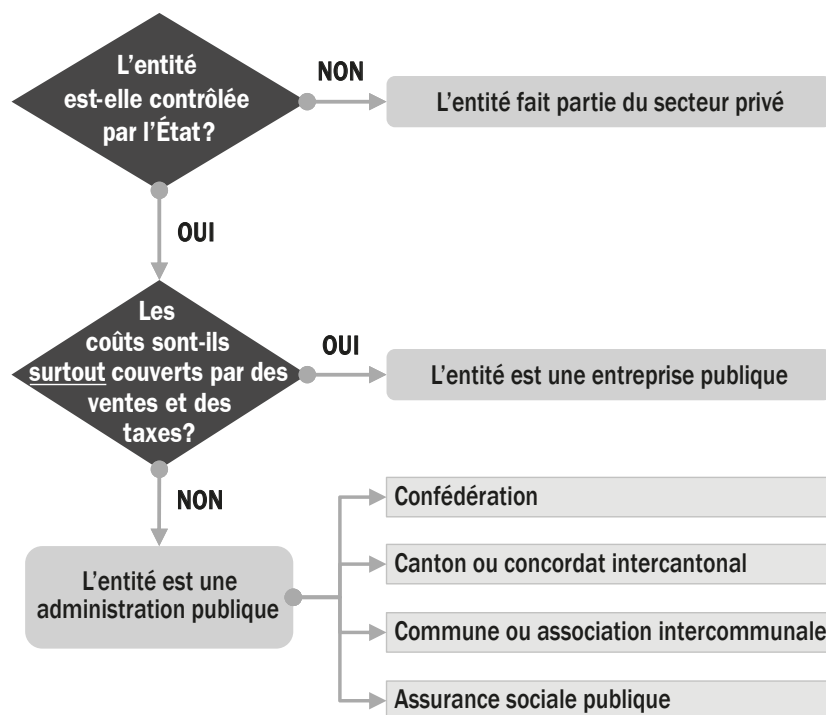 L'entité
est-elle contrôlée
par l'État?
NON
L'entité fait partie du secteur privé
OUI
Les
coûts sont-ils
surtout couverts par des
ventes et des
taxes?
OUI
L'entité est une entreprise publique
NON
L'entité est une
administration publique
Confédération
Canton ou concordat intercantonal
Commune ou association intercommunale
Assurance sociale publique